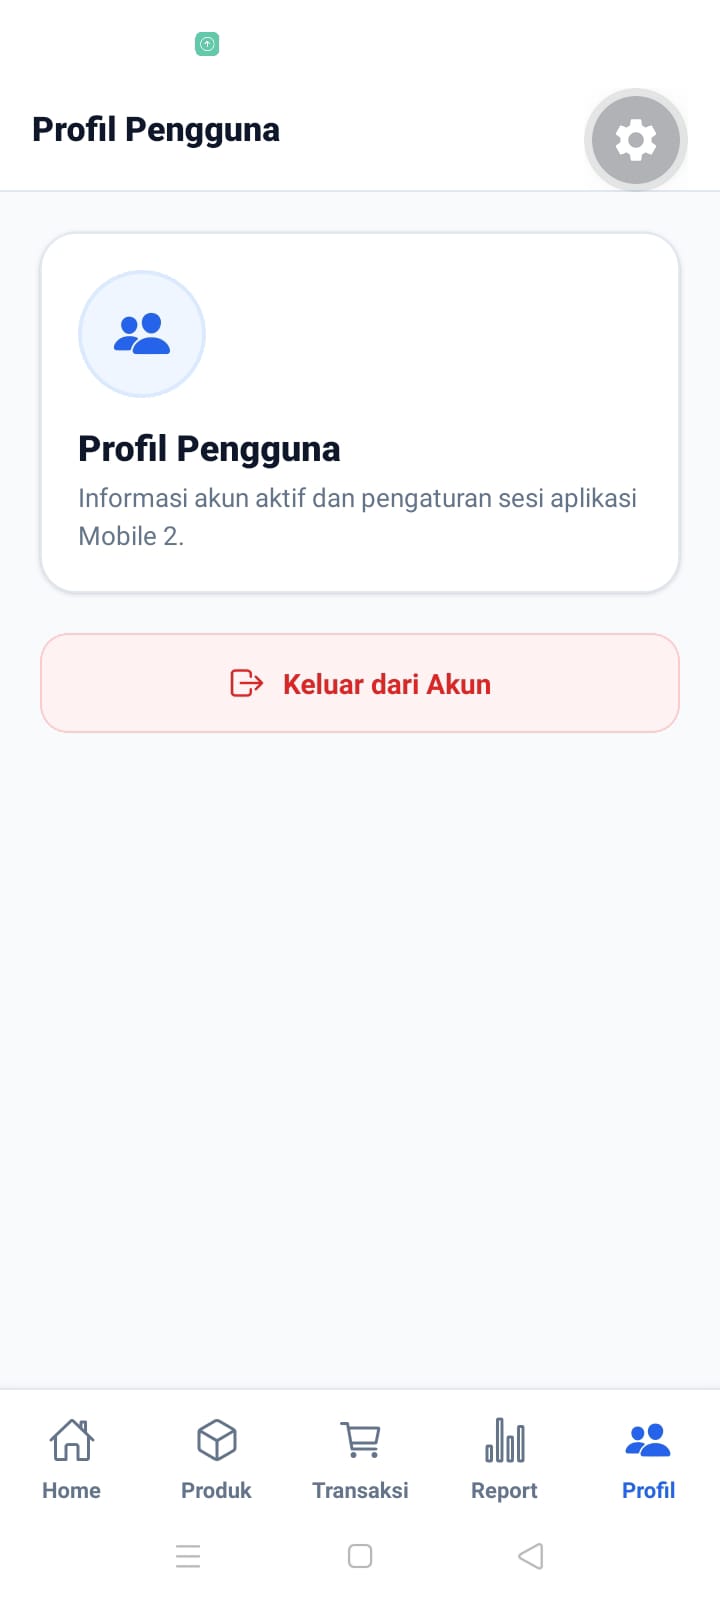 Profil Pengguna
Profil Pengguna
Informasi akun aktif dan pengaturan sesi aplikasi
Mobile 2.
Keluar dari Akun
Home
Produk
Transaksi
Report
Profil